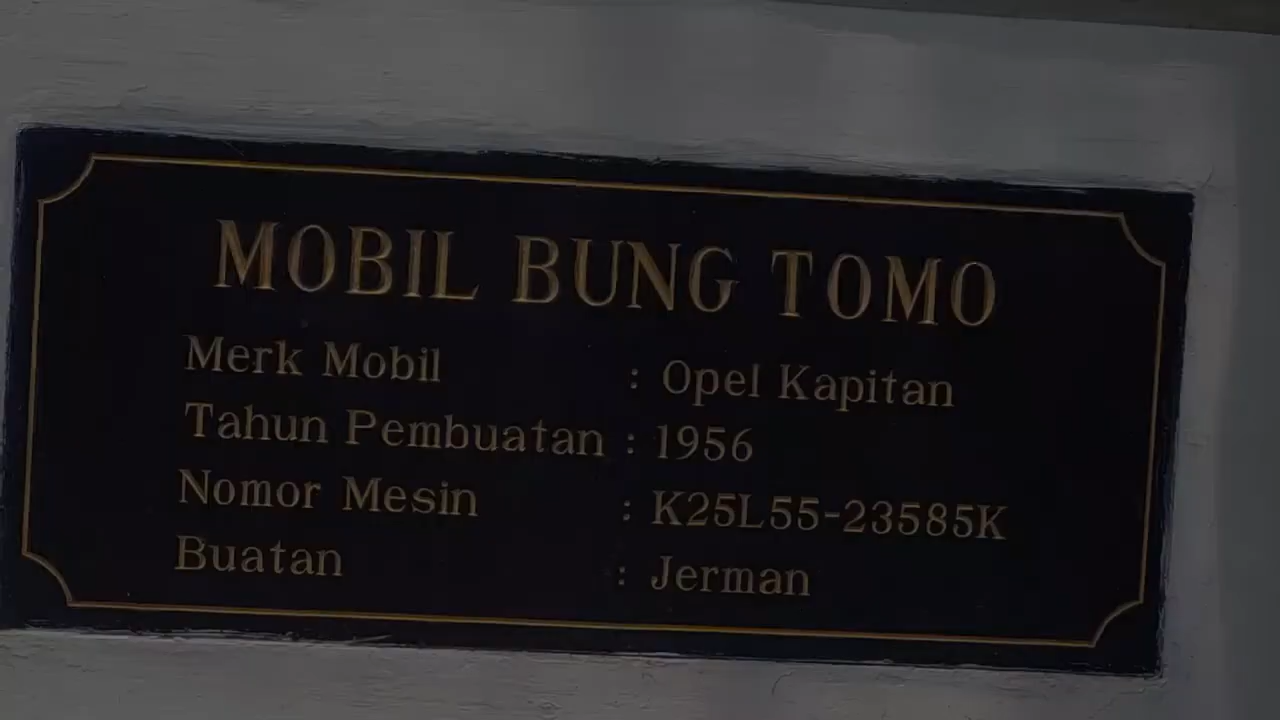 MOBIL BUNG TOMO
Merk Mobil : Opel Kapitan
Tahun Pembuatan : 1956
Nomor Mesin : K25L55-23585K
Buatan : Jerman